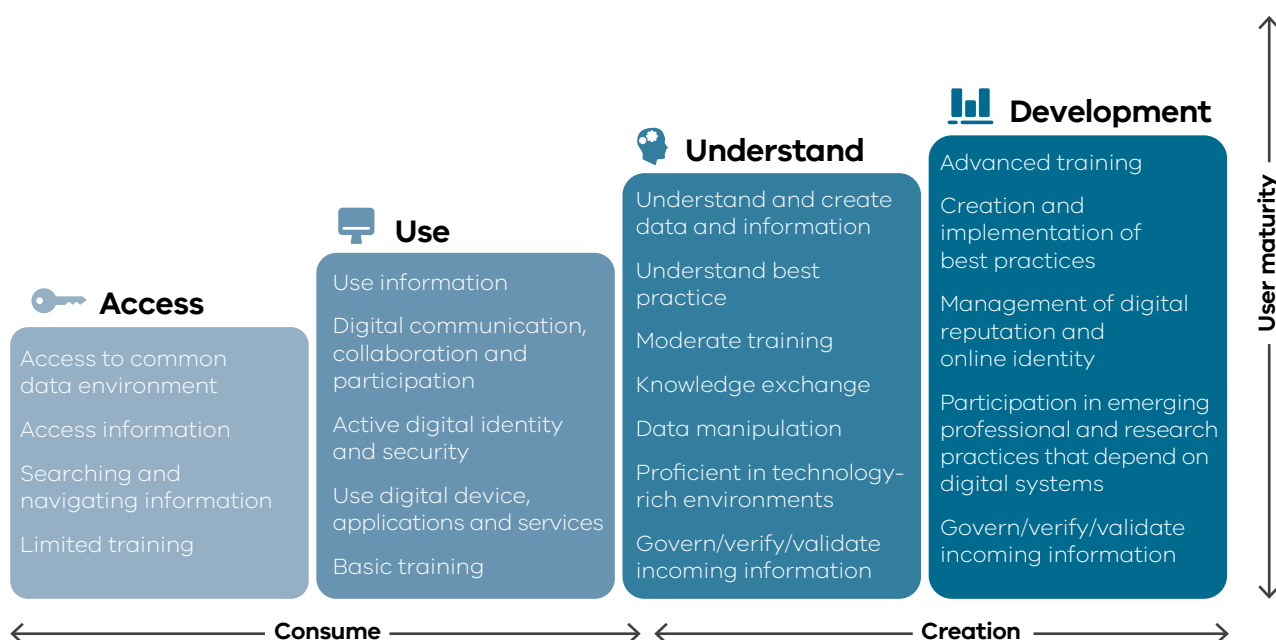 Access
Access to common
data environment
Access information
Searching and
navigating information
Limited training
Use
Use information
Digital communication,
collaboration and
participation
Active digital identity
and security
Use digital device,
applications and services
Basic training
Understand
Understand and create
data and information
Understand best
practice
Moderate training
Knowledge exchange
Data manipulation
Proficient in technology-
rich environments
Govern/verify/validate
incoming information
Development
Advanced training
Creation and
implementation of
best practices
Management of digital
reputation and
online identity
Participation in emerging
professional and research
practices that depend on
digital systems
Govern/verify/validate
incoming information
User maturity
Consume
Creation